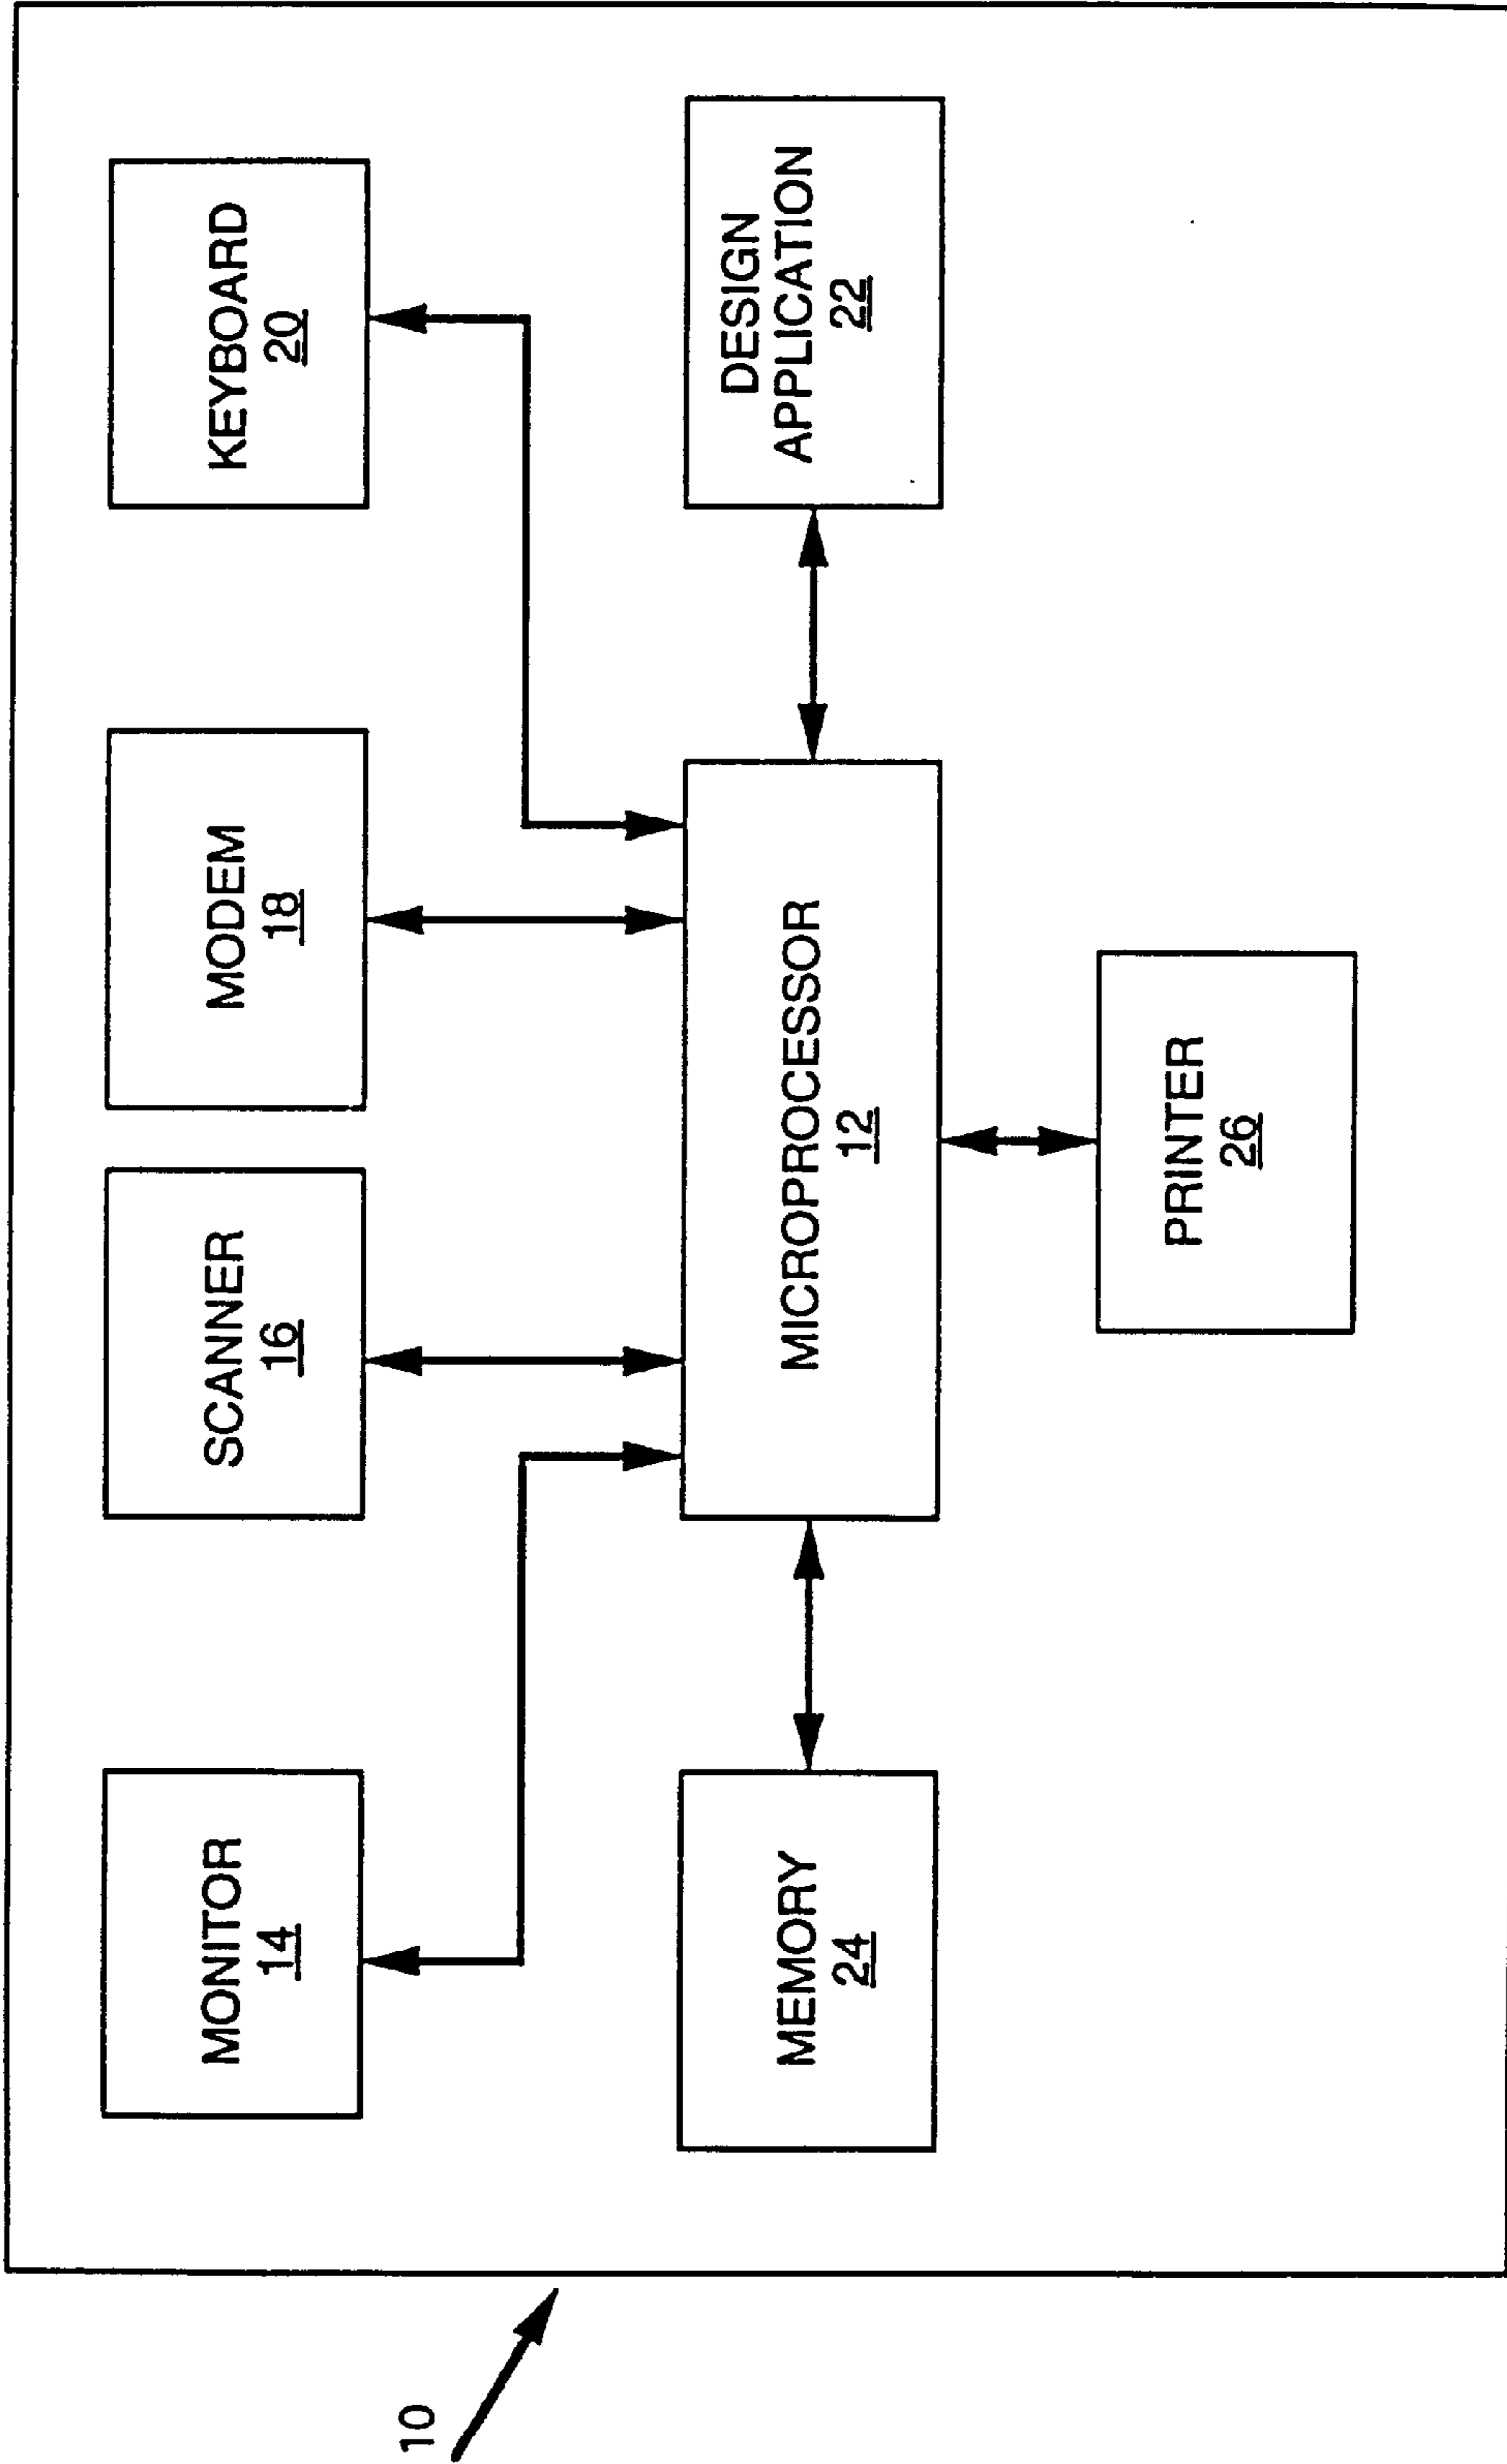 10
MONITOR
14
SCANNER
16
MODEM
18
KEYBOARD
20
MEMORY
24
MICROPROCESSOR
12
DESIGN
APPLICATION
22
PRINTER
26